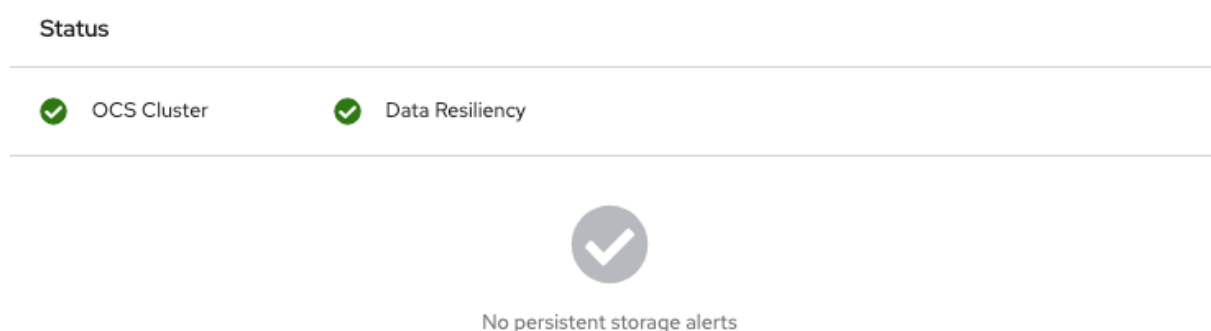 Status
OCS Cluster
Data Resiliency
No persistent storage alerts